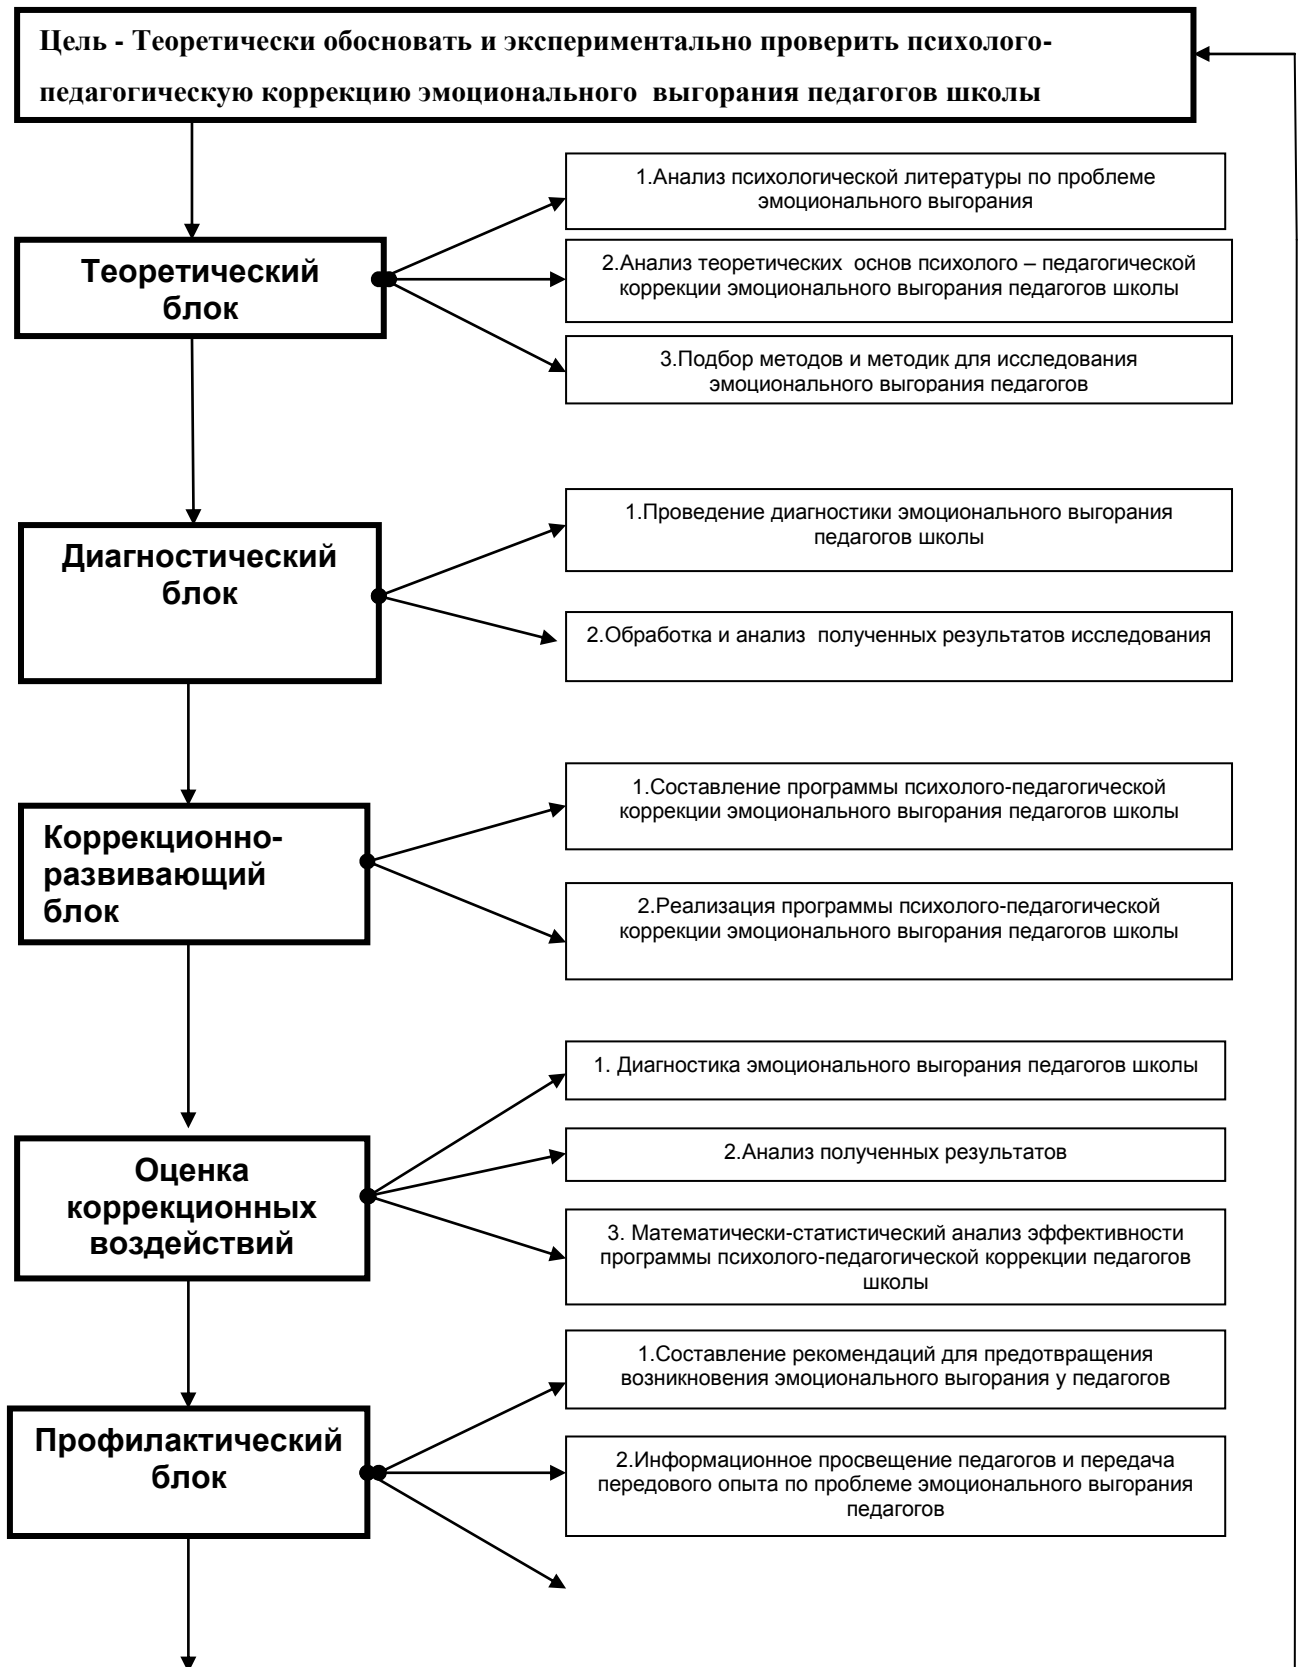 Цель - Теоретически обосновать и экспериментально проверить психолого-
педагогическую коррекцию эмоционального выгорания педагогов школы
Теоретический
блок
1.Анализ психологической литературы по проблеме
эмоционального выгорания
2.Анализ теоретических основ психолого – педагогической
коррекции эмоционального выгорания педагогов школы
3.Подбор методов и методик для исследования
эмоционального выгорания педагогов
Диагностический
блок
1.Проведение диагностики эмоционального выгорания
педагогов школы
2.Обработка и анализ полученных результатов исследования
Коррекционно-
развивающий
блок
1.Составление программы психолого-педагогической
коррекции эмоционального выгорания педагогов школы
2.Реализация программы психолого-педагогической
коррекции эмоционального выгорания педагогов школы
Оценка
коррекционных
воздействий
1. Диагностика эмоционального выгорания педагогов школы
2.Анализ полученных результатов
3. Математически-статистический анализ эффективности
программы психолого-педагогической коррекции педагогов
школы
Профилактический
блок
1.Составление рекомендаций для предотвращения
возникновения эмоционального выгорания у педагогов
2.Информационное просвещение педагогов и передача
передового опыта по проблеме эмоционального выгорания
педагогов